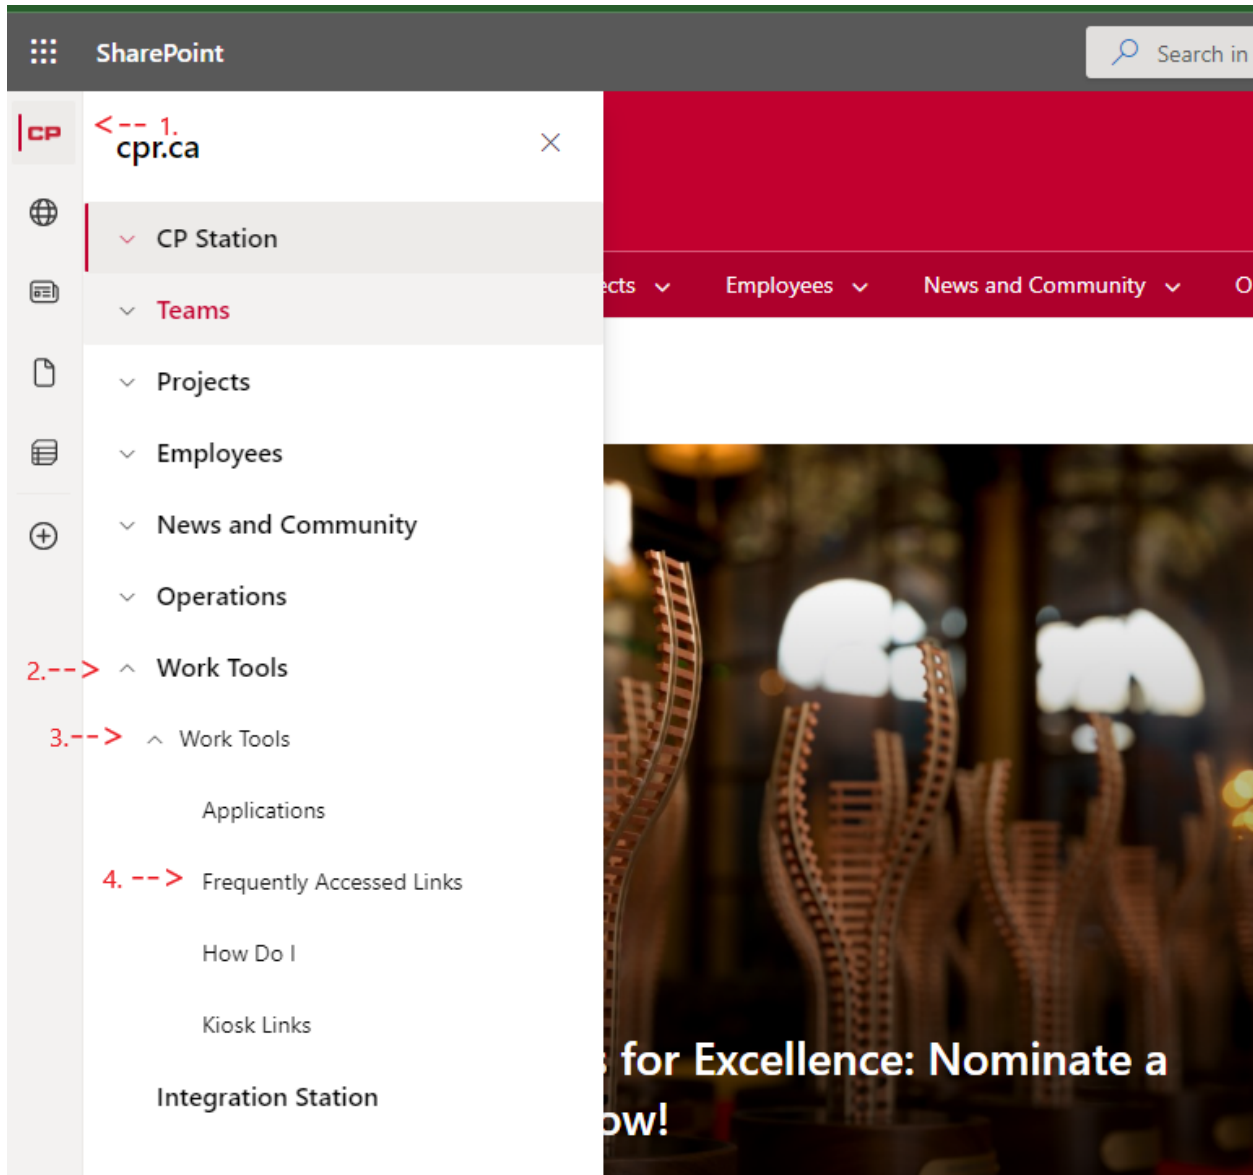 SharePoint
Search in
CP
<-- 1.
cpr.ca
CP Station
Teams
ects
Employees
News and Community
O
Projects
Employees
News and Community
Operations
2.--> Work Tools
3.--> Work Tools
Applications
4. --> Frequently Accessed Links
How Do I
Kiosk Links
for Excellence: Nominate a
Integration Station
ow!